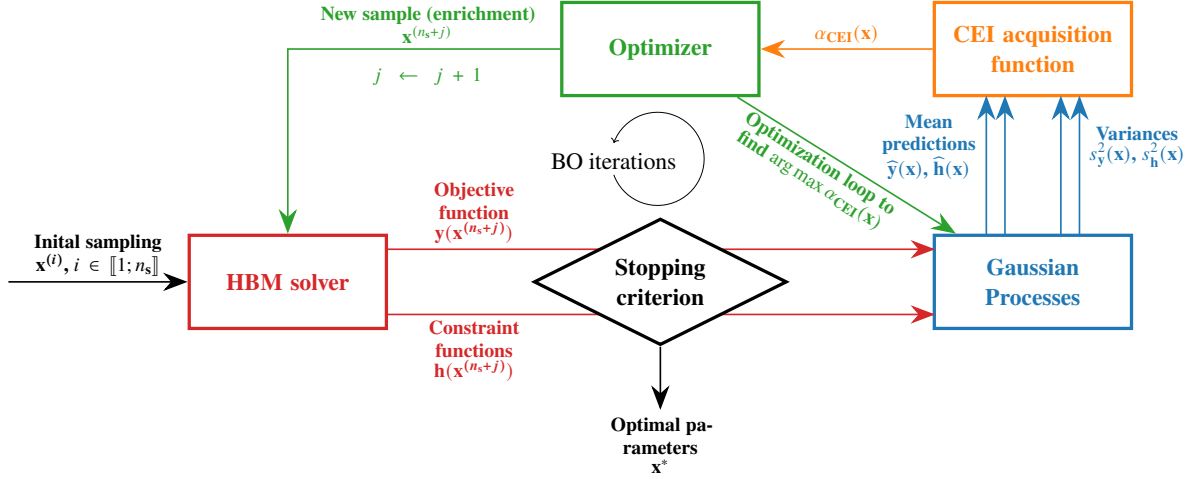 New sample (enrichment)
x^(n_s+j)
j ← j + 1
Optimizer
α_CEI(x)
CEI acquisition
function
Optimization loop to
find arg max α_CEI(x)
Mean
predictions
ŷ(x), ĥ(x)
Variances
s²_y(x), s²_h(x)
BO iterations
Inital sampling
x^(i), i ∈ ⟦1; n_s⟧
HBM solver
Objective
function
y(x^(n_s+j))
Constraint
functions
h(x^(n_s+j))
Stopping
criterion
Gaussian
Processes
Optimal pa-
rameters
x*